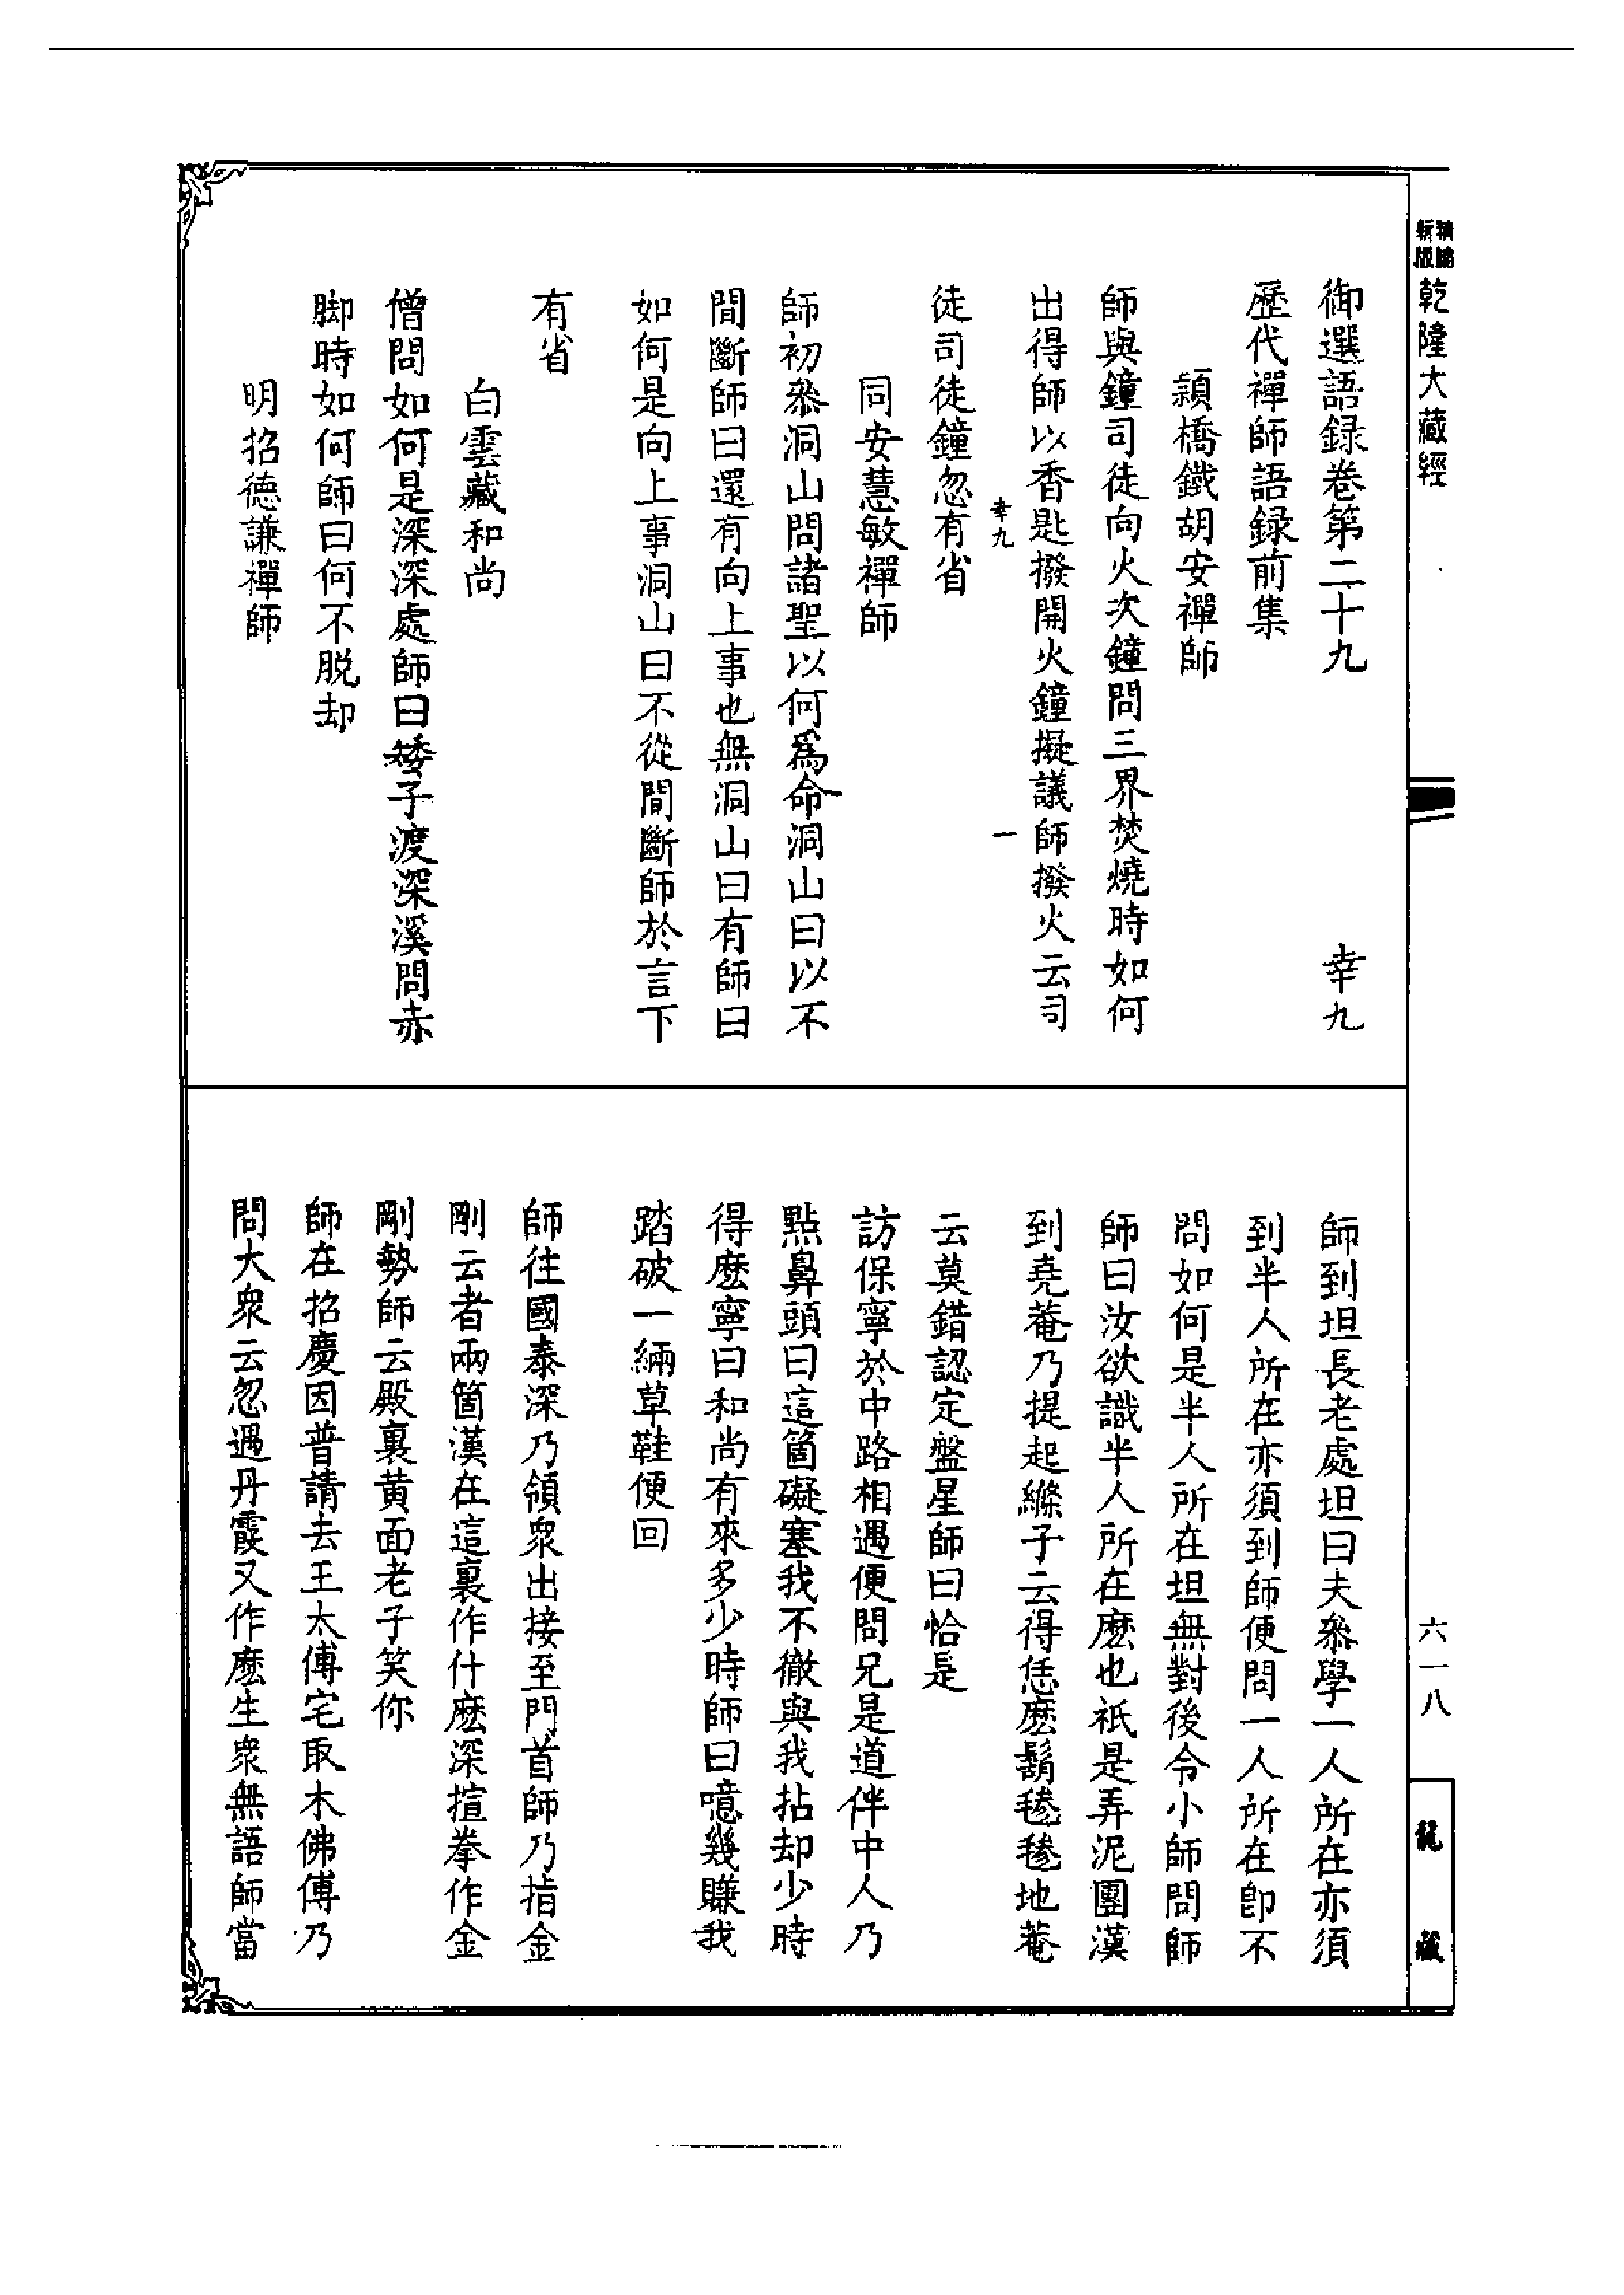 精縮
新版
乾隆大藏經
御選語録卷第二十九 幸九
歷代禪師語録前集
頴橋鐵胡安禪師
師與鐘司徒向火次鐘問三界焚燒時如何
出得師以香匙撥開火鐘擬議師撥火云司
幸九 一
徒司徒鐘忽有省
同安慧敏禪師
師初叅洞山問諸聖以何爲命洞山曰以不
間斷師曰還有向上事也無洞山曰有師曰
如何是向上事洞山曰不從間斷師於言下
有省
白雲藏和尚
僧問如何是深深處師曰矮子渡深溪問赤
脚時如何師曰何不脱却
明招德謙禪師
師到坦長老處坦曰夫叅學一人所在亦須
到半人所在亦須到師便問一人所在卽不
問如何是半人所在坦無對後令小師問師
師曰汝欲識半人所在麽也祇是弄泥團漢
到堯菴乃提起縧子云得恁麽鬍毿毿地菴
云莫錯認定盤星師曰恰是
訪保寧於中路相遇便問兄是道伴中人乃
點鼻頭曰這箇礙塞我不徹與我拈却少時
得麽寧曰和尚有來多少時師曰噫幾賺我
踏破一緉草鞋便回
師往國泰深乃領衆出接至門首師乃指金
剛云者兩箇漢在這裏作什麽深揎拳作金
剛勢師云殿裏黄面老子笑你
師在招慶因普請去王太傅宅取木佛傅乃
問大衆云忽遇丹霞又作麽生衆無語師當
六一八
龍藏